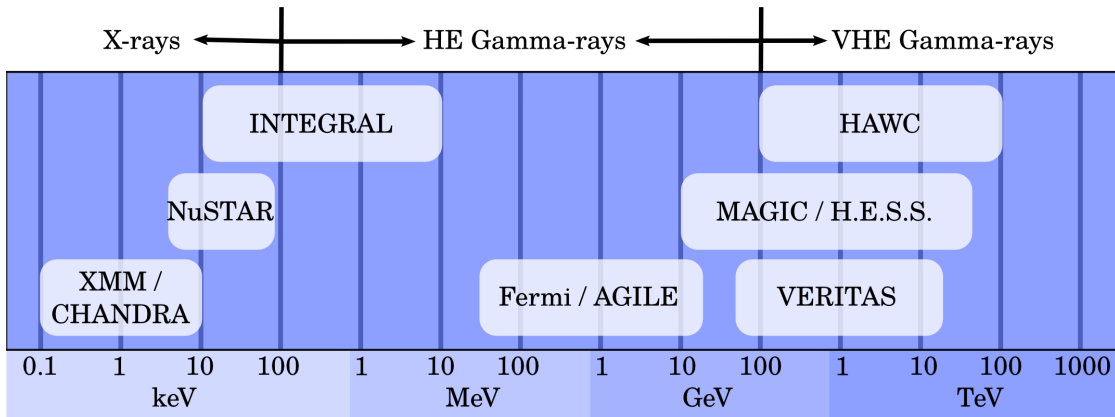 X-rays
HE Gamma-rays
VHE Gamma-rays
INTEGRAL
HAWC
NuSTAR
MAGIC / H.E.S.S.
XMM /
CHANDRA
Fermi / AGILE
VERITAS
0.1 1 10 100 1 10 100 1 10 100 1 10 100 1000
keV MeV GeV TeV